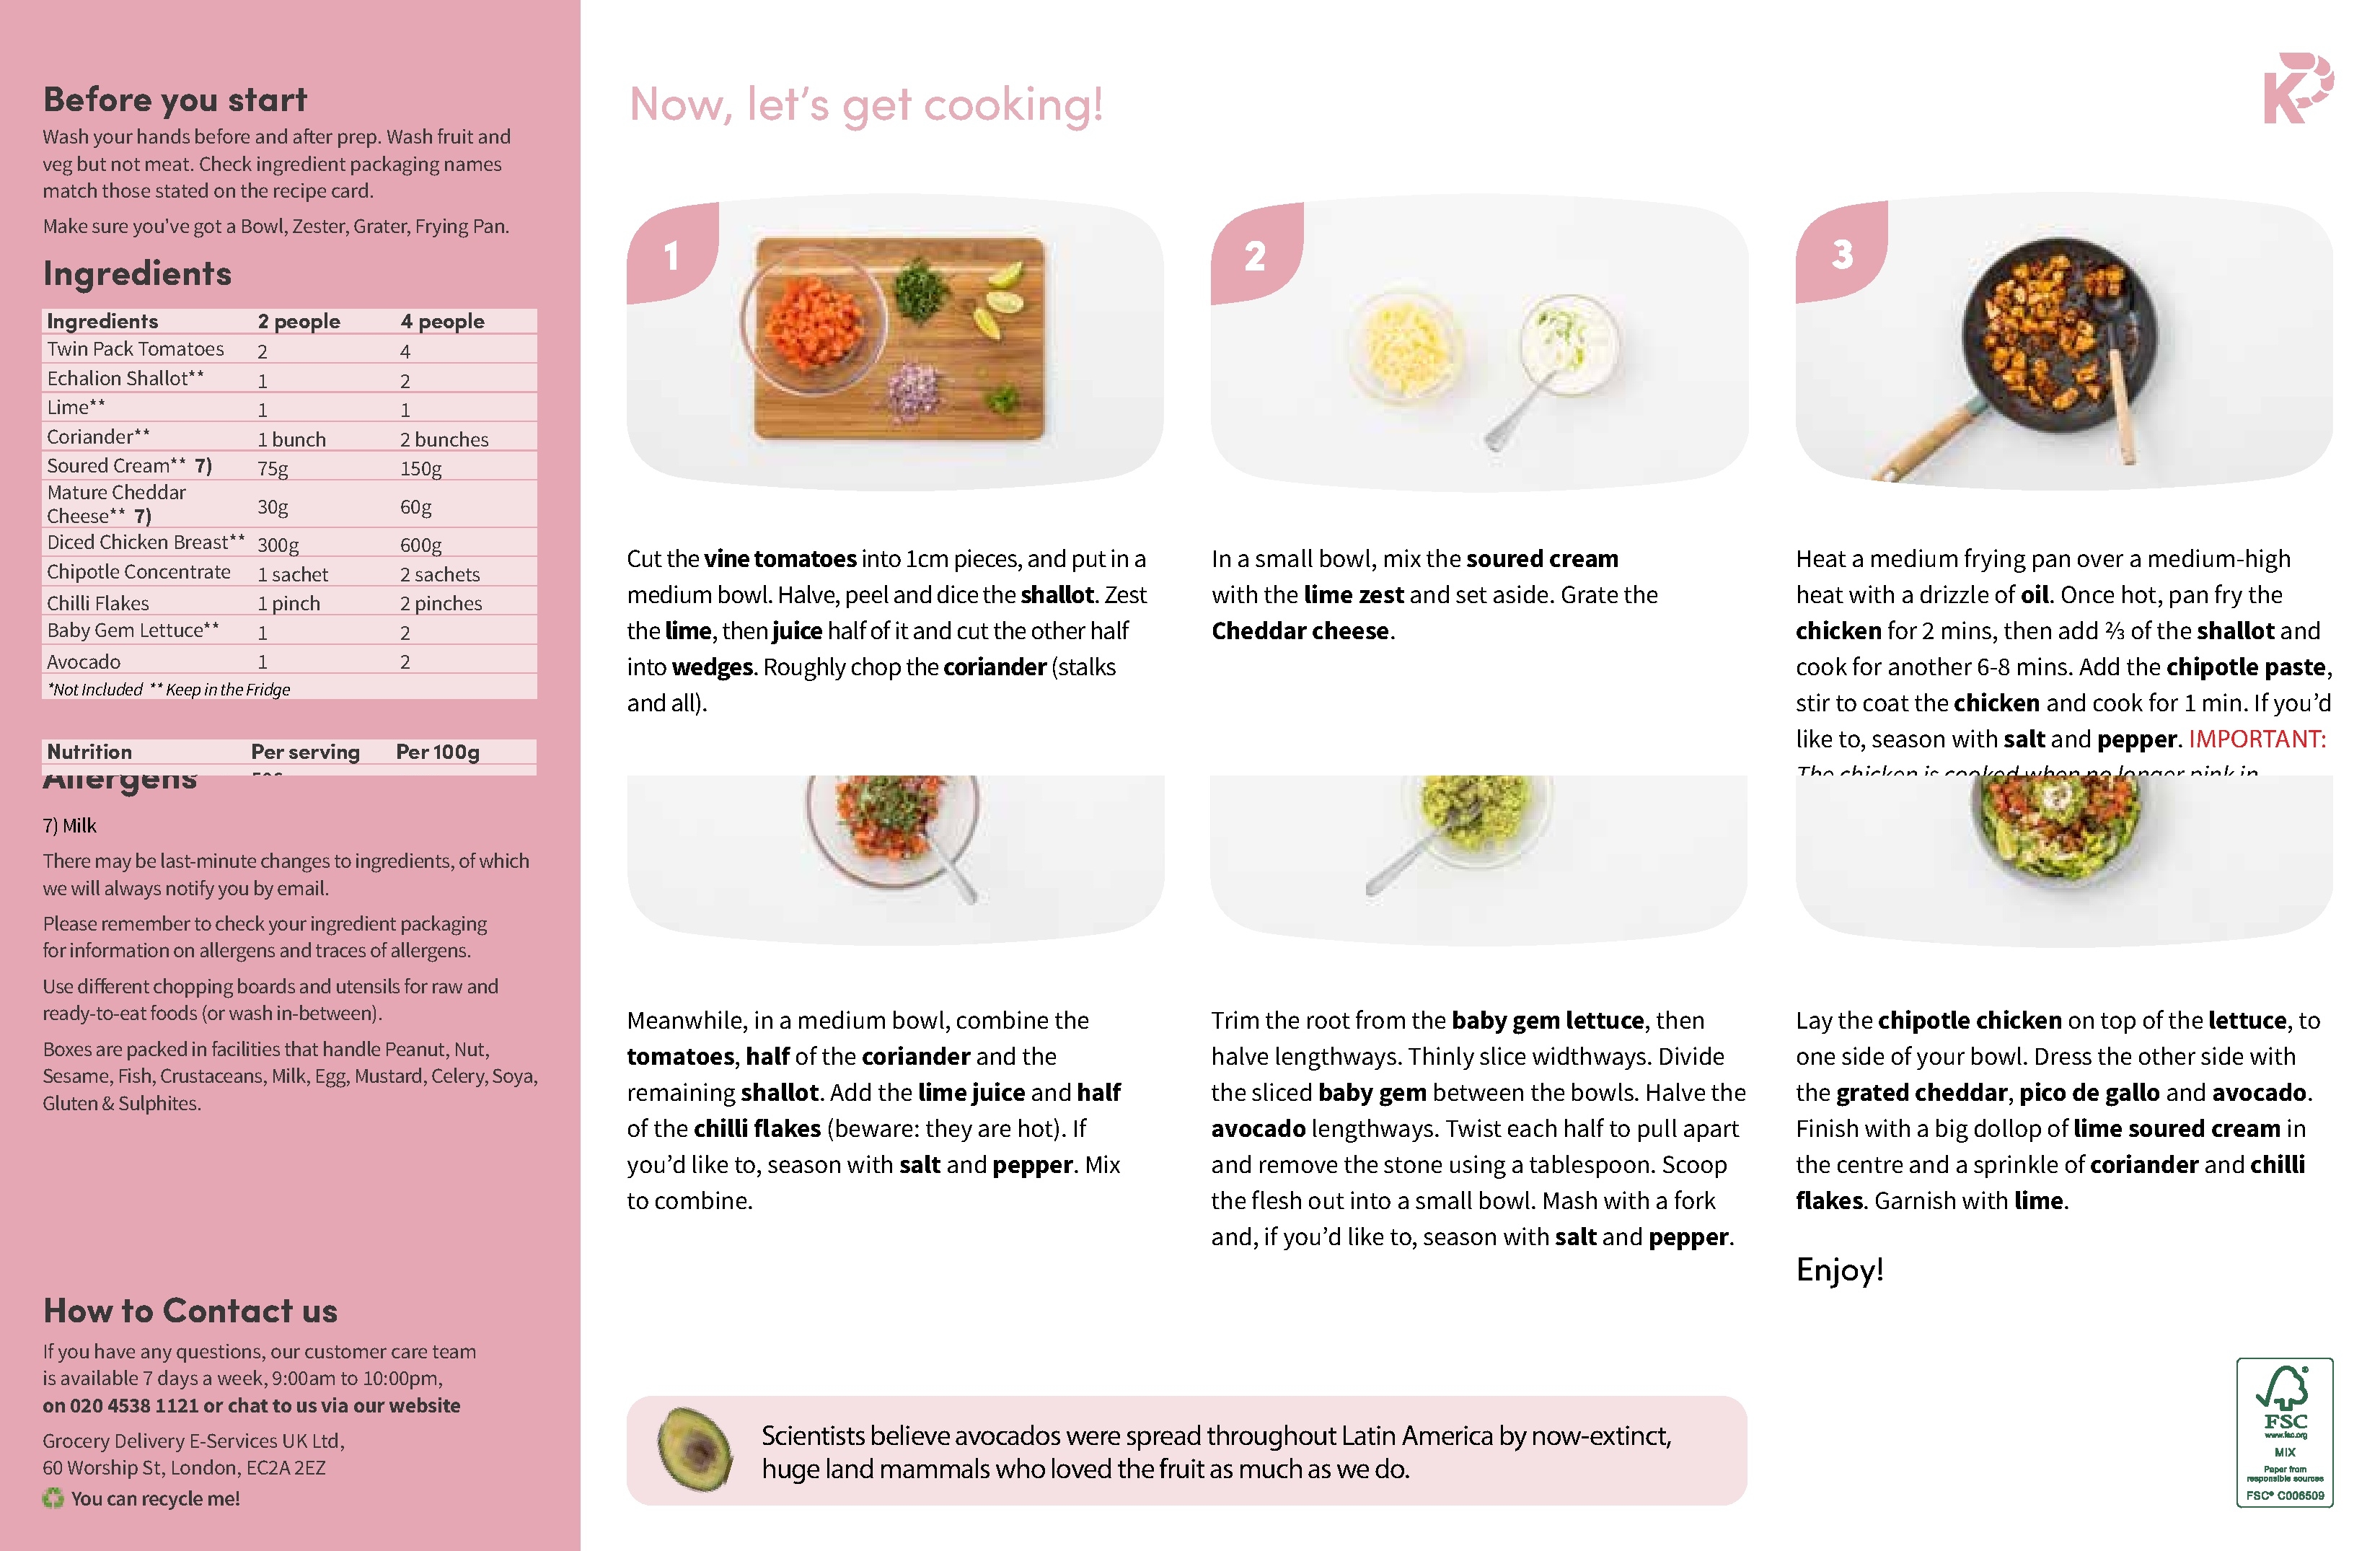 Before you start
Wash your hands before and after prep. Wash fruit and
veg but not meat. Check ingredient packaging names
match those stated on the recipe card.
Make sure you've got a Bowl, Zester, Grater, Frying Pan.
Ingredients
Ingredients 2 people 4 people
Twin Pack Tomatoes 2 4
Echalion Shallot** 1 2
Lime** 1 1
Coriander** 1 bunch 2 bunches
Soured Cream** 7) 75g 150g
Mature Cheddar
Cheese** 7) 30g 60g
Diced Chicken Breast** 300g 600g
Chipotle Concentrate 1 sachet 2 sachets
Chilli Flakes 1 pinch 2 pinches
Baby Gem Lettuce** 1 2
Avocado 1 2
*Not Included ** Keep in the Fridge
Nutrition Per serving Per 100g
Allergens
7) Milk
There may be last-minute changes to ingredients, of which
we will always notify you by email.
Please remember to check your ingredient packaging
for information on allergens and traces of allergens.
Use different chopping boards and utensils for raw and
ready-to-eat foods (or wash in-between).
Boxes are packed in facilities that handle Peanut, Nut,
Sesame, Fish, Crustaceans, Milk, Egg, Mustard, Celery, Soya,
Gluten & Sulphites.
How to Contact us
If you have any questions, our customer care team
is available 7 days a week, 9:00am to 10:00pm,
on 020 4538 1121 or chat to us via our website
Grocery Delivery E-Services UK Ltd,
60 Worship St, London, EC2A 2EZ
You can recycle me!
Now, let's get cooking!
K
1
Cut the vine tomatoes into 1cm pieces, and put in a
medium bowl. Halve, peel and dice the shallot. Zest
the lime, then juice half of it and cut the other half
into wedges. Roughly chop the coriander (stalks
and all).
2
In a small bowl, mix the soured cream
with the lime zest and set aside. Grate the
Cheddar cheese.
3
Heat a medium frying pan over a medium-high
heat with a drizzle of oil. Once hot, pan fry the
chicken for 2 mins, then add ⅔ of the shallot and
cook for another 6-8 mins. Add the chipotle paste,
stir to coat the chicken and cook for 1 min. If you'd
like to, season with salt and pepper. IMPORTANT:
The chicken is cooked when no longer pink in
Meanwhile, in a medium bowl, combine the
tomatoes, half of the coriander and the
remaining shallot. Add the lime juice and half
of the chilli flakes (beware: they are hot). If
you'd like to, season with salt and pepper. Mix
to combine.
Trim the root from the baby gem lettuce, then
halve lengthways. Thinly slice widthways. Divide
the sliced baby gem between the bowls. Halve the
avocado lengthways. Twist each half to pull apart
and remove the stone using a tablespoon. Scoop
the flesh out into a small bowl. Mash with a fork
and, if you'd like to, season with salt and pepper.
Lay the chipotle chicken on top of the lettuce, to
one side of your bowl. Dress the other side with
the grated cheddar, pico de gallo and avocado.
Finish with a big dollop of lime soured cream in
the centre and a sprinkle of coriander and chilli
flakes. Garnish with lime.
Enjoy!
Scientists believe avocados were spread throughout Latin America by now-extinct,
huge land mammals who loved the fruit as much as we do.
FSC
www.fsc.org
MIX
Paper from
responsible sources
FSC® C006509